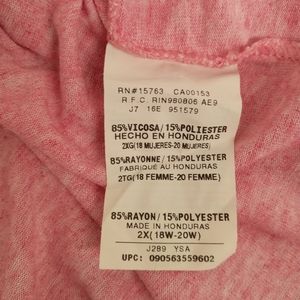 RN#15763 CA00153
R.F.C. RIN980806 AE9
J7 16E 951579
85%VICOSA/15%POLIESTER
HECHO EN HONDURAS
2XG(18 MUJERES-20 MUJERES)
85%RAYONNE/15%POLYESTER
FABRIQUÉ AU HONDURAS
2TG(18 FEMME-20 FEMME)
85%RAYON/15%POLYESTER
MADE IN HONDURAS
2X(18W-20W)
J289 YSA
UPC: 090563559602